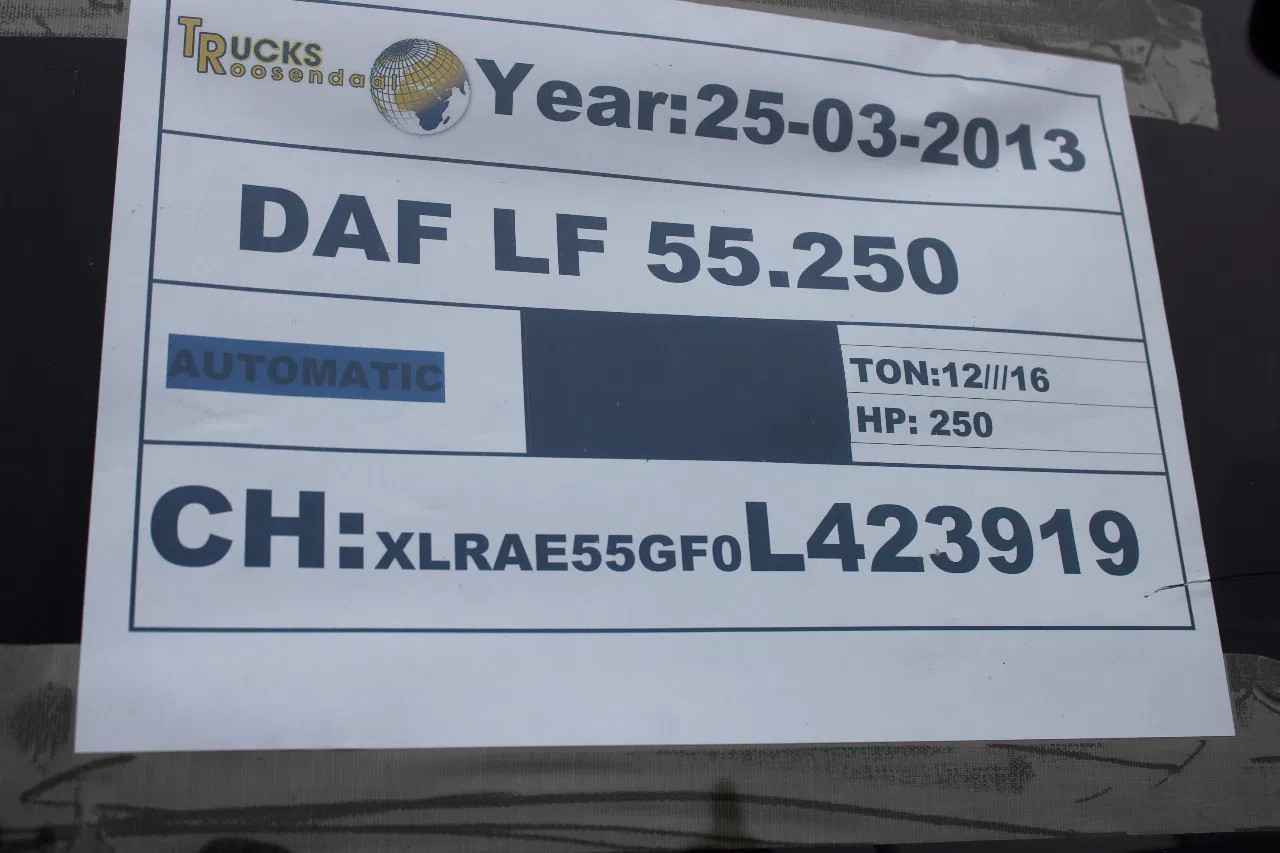 TRUCKS
Roosendaal
Year:25-03-2013
DAF LF 55.250
AUTOMATIC
TON:12///16
HP: 250
CH:XLRAE55GF0L423919